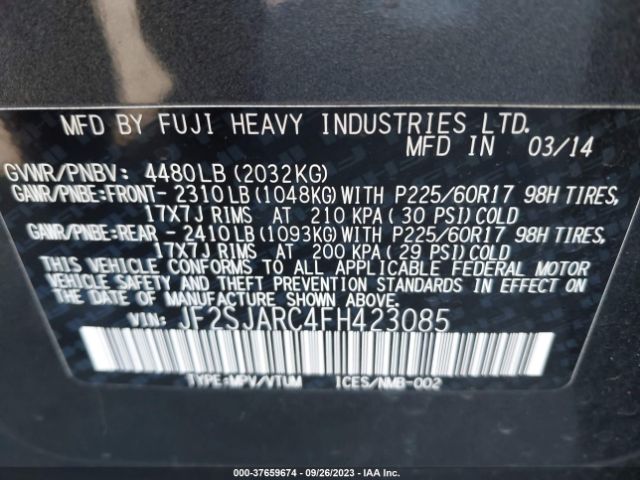 MFD BY FUJI HEAVY INDUSTRIES LTD.
MFD IN 03/14
GVWR/PNBV: 4480LB (2032KG)
GAWR/PNBE:FRONT- 2310LB (1048KG) WITH P225/60R17 98H TIRES,
17X7J RIMS AT 210 KPA (30 PSI) COLD
GAWR/PNBE:REAR - 2410LB (1093KG) WITH P225/60R17 98H TIRES,
17X7J RIMS AT 200 KPA (29 PSI) COLD
THIS VEHICLE CONFORMS TO ALL APPLICABLE FEDERAL MOTOR
VEHICLE SAFETY AND THEFT PREVENTION STANDARDS IN EFFECT ON
THE DATE OF MANUFACTURE SHOWN ABOVE.
VIN: JF2SJARC4FH423085
TYPE:MPV/VTUM ICES/NMB-002
000-37659674 | 09/26/2023 | IAAI.COM